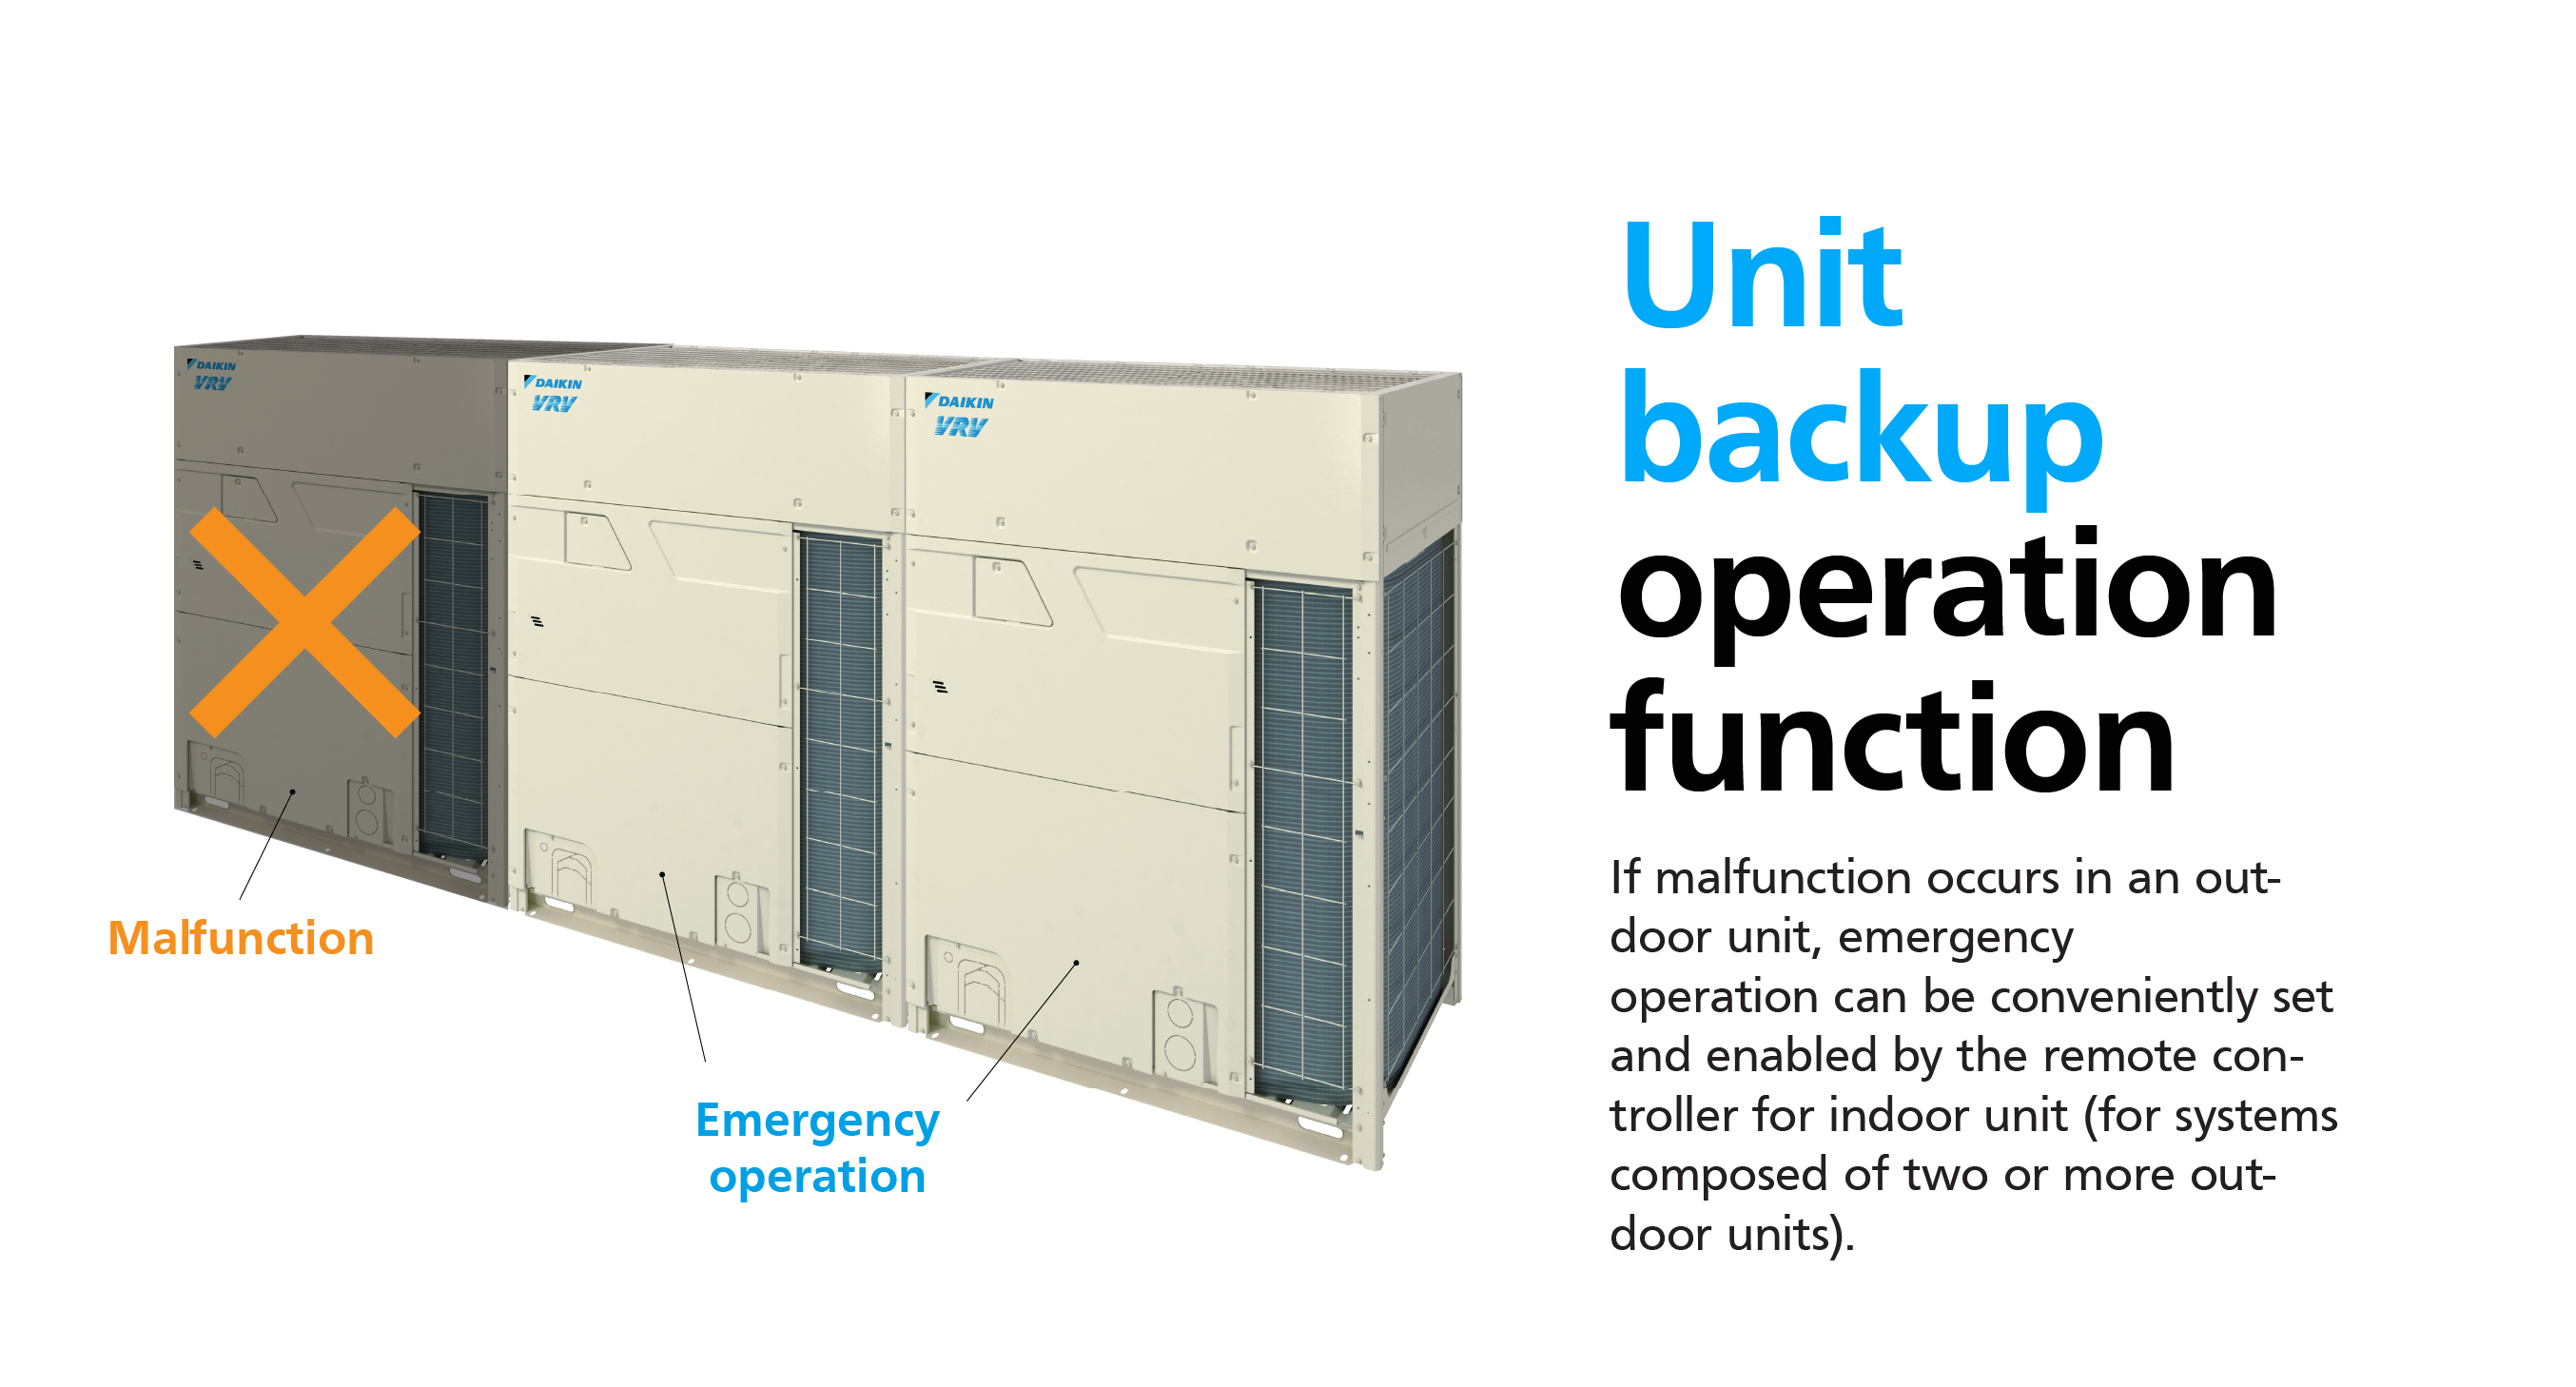 DAIKIN
VRV
DAIKIN
VRV
DAIKIN
VRV
Malfunction
Emergency
operation
Unit
backup
operation
function
If malfunction occurs in an out-
door unit, emergency
operation can be conveniently set
and enabled by the remote con-
troller for indoor unit (for systems
composed of two or more out-
door units).